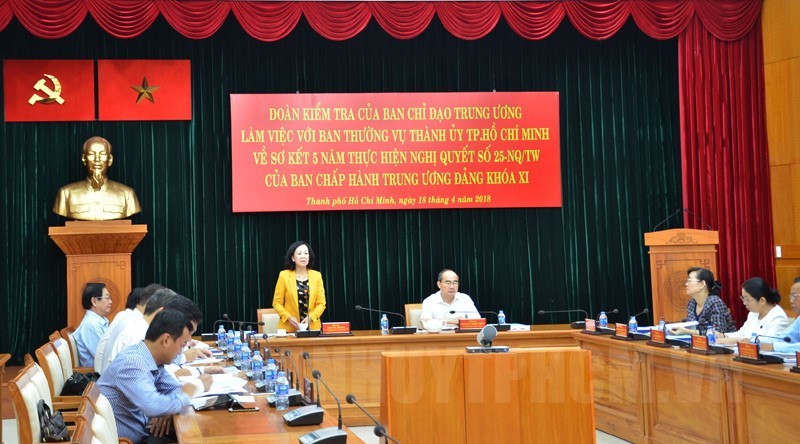 ĐOÀN KIỂM TRA CỦA BAN CHỈ ĐẠO TRUNG ƯƠNG
LÀM VIỆC VỚI BAN THƯỜNG VỤ THÀNH ỦY TP.HỒ CHÍ MINH
VỀ SƠ KẾT 5 NĂM THỰC HIỆN NGHỊ QUYẾT SỐ 25-NQ/TW
CỦA BAN CHẤP HÀNH TRUNG ƯƠNG ĐẢNG KHÓA XI
Thành phố Hồ Chí Minh, ngày 18 tháng 4 năm 2018